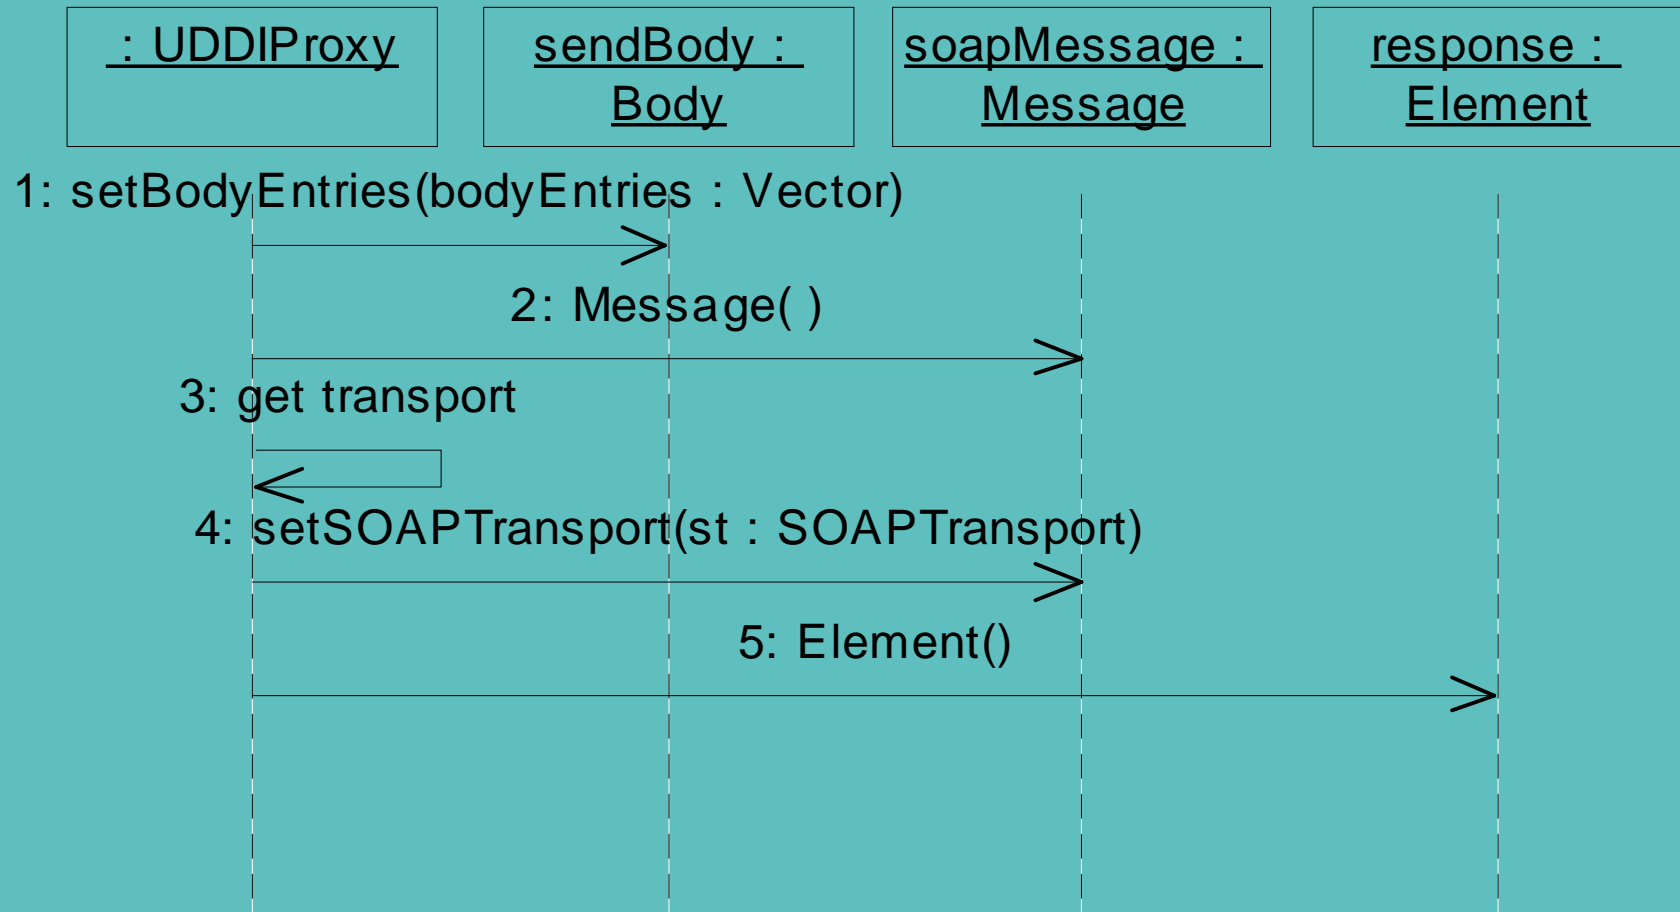 : UDDIProxy
sendBody :
Body
soapMessage :
Message
response :
Element
1: setBodyEntries(bodyEntries : Vector)
2: Message( )
3: get transport
4: setSOAPTransport(st : SOAPTransport)
5: Element()